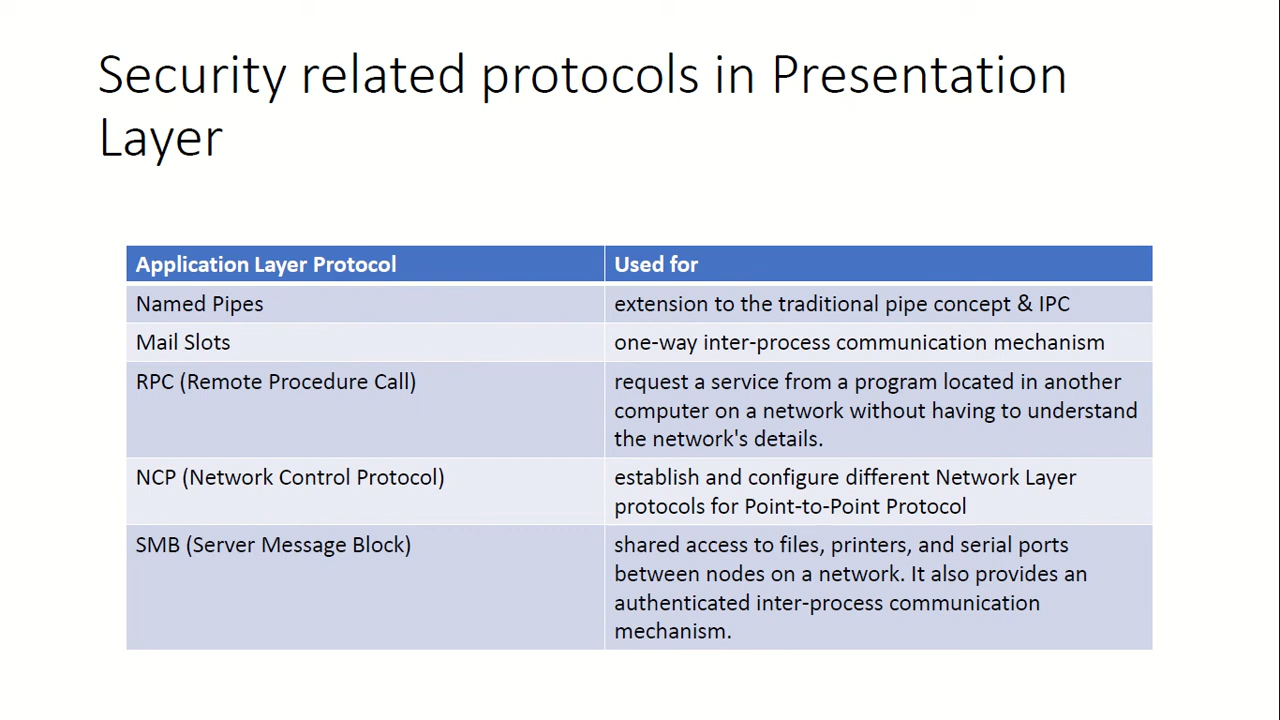 Security related protocols in Presentation
Layer
Application Layer Protocol
Used for
Named Pipes
extension to the traditional pipe concept & IPC
Mail Slots
one-way inter-process communication mechanism
RPC (Remote Procedure Call)
request a service from a program located in another
computer on a network without having to understand
the network's details.
NCP (Network Control Protocol)
establish and configure different Network Layer
protocols for Point-to-Point Protocol
SMB (Server Message Block)
shared access to files, printers, and serial ports
between nodes on a network. It also provides an
authenticated inter-process communication
mechanism.